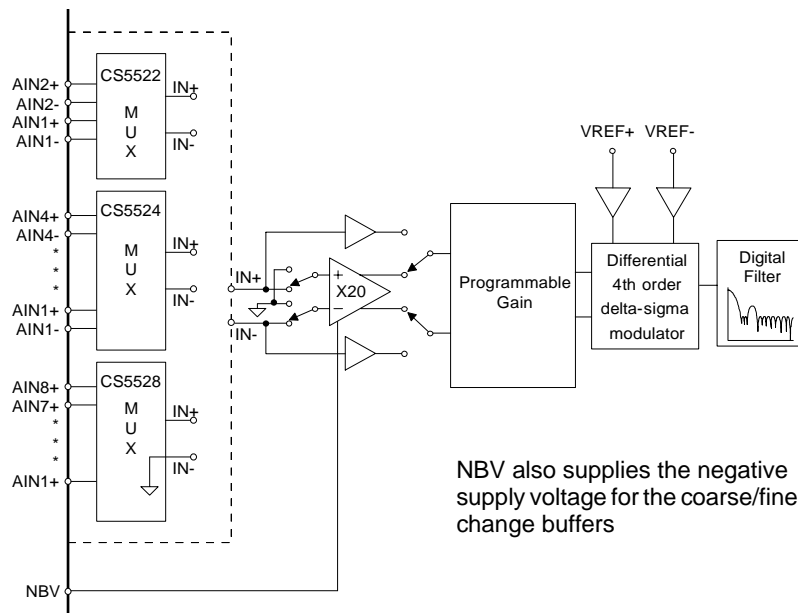 CS5522
AIN2+
AIN2-
AIN1+
AIN1-
M
U
X
IN+
IN-
CS5524
AIN4+
AIN4-
*
*
*
AIN1+
AIN1-
M
U
X
IN+
IN-
CS5528
AIN8+
AIN7+
*
*
*
AIN1+
M
U
X
IN+
IN-
NBV
IN+
IN-
+
X20
−
Programmable
Gain
VREF+ VREF-
Differential
4th order
delta-sigma
modulator
Digital
Filter
NBV also supplies the negative
supply voltage for the coarse/fine
change buffers